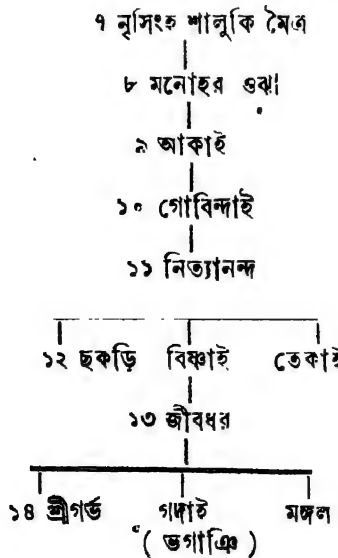 ৭ নৃসিংহ শালুকি মৈত্র
৮ মনোহর ওঝা
৯ আকাই
১০ গোবিন্দাই
১১ নিত্যানন্দ
১২ ছকড়ি বিষ্ণাই তেকাই
১৩ জীবধর
১৪ শ্রীগর্ভ গদাই মঙ্গল
( ভগাঞি )